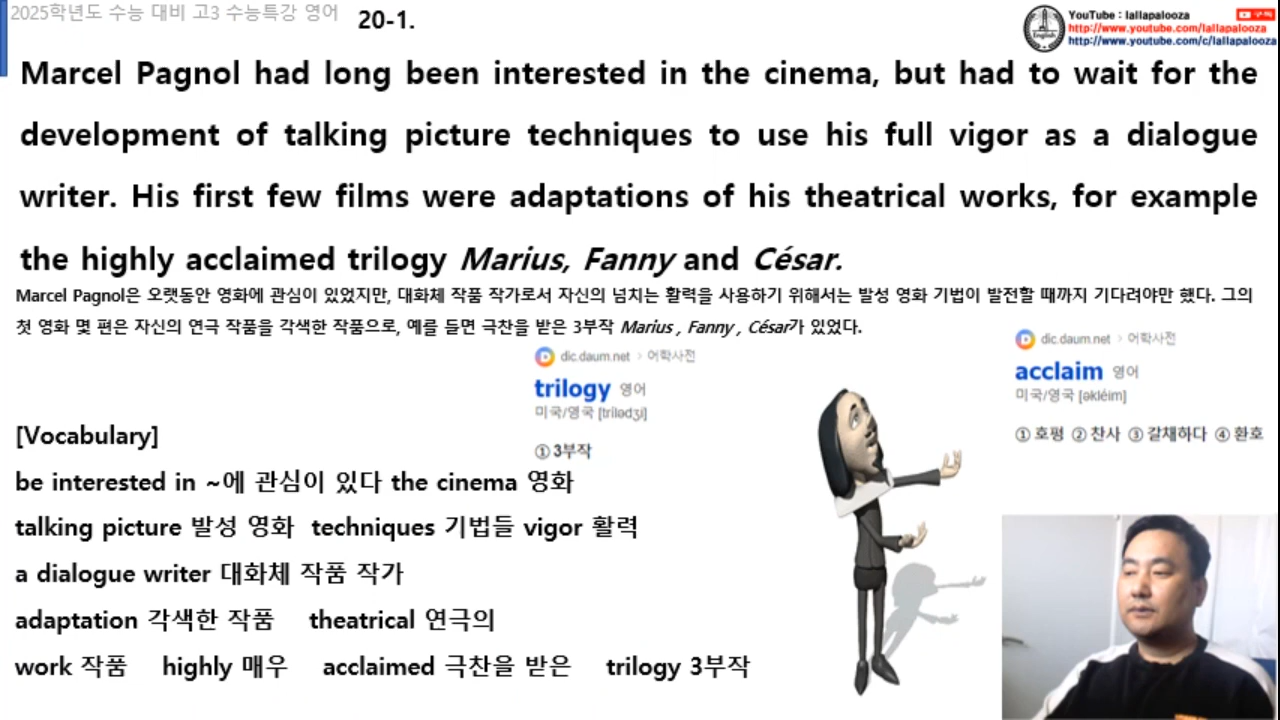 2025학년도 수능 대비 고3 수능특강 영어
20-1.
YouTube : lallapalooza
구독
http://www.youtube.com/lallapalooza
http://www.youtube.com/c/lallapalooza
English
Marcel Pagnol had long been interested in the cinema, but had to wait for the
development of talking picture techniques to use his full vigor as a dialogue
writer. His first few films were adaptations of his theatrical works, for example
the highly acclaimed trilogy Marius, Fanny and César.
Marcel Pagnol은 오랫동안 영화에 관심이 있었지만, 대화체 작품 작가로서 자신의 넘치는 활력을 사용하기 위해서는 발성 영화 기법이 발전할 때까지 기다려야만 했다. 그의
첫 영화 몇 편은 자신의 연극 작품을 각색한 작품으로, 예를 들면 극찬을 받은 3부작 Marius , Fanny , César가 있었다.
dic.daum.net › 어학사전
trilogy 영어
미국/영국 [trílədʒi]
① 3부작
dic.daum.net › 어학사전
acclaim 영어
미국/영국 [əkléim]
① 호평 ② 찬사 ③ 갈채하다 ④ 환호
[Vocabulary]
be interested in ~에 관심이 있다 the cinema 영화
talking picture 발성 영화 techniques 기법들 vigor 활력
a dialogue writer 대화체 작품 작가
adaptation 각색한 작품 theatrical 연극의
work 작품 highly 매우 acclaimed 극찬을 받은 trilogy 3부작